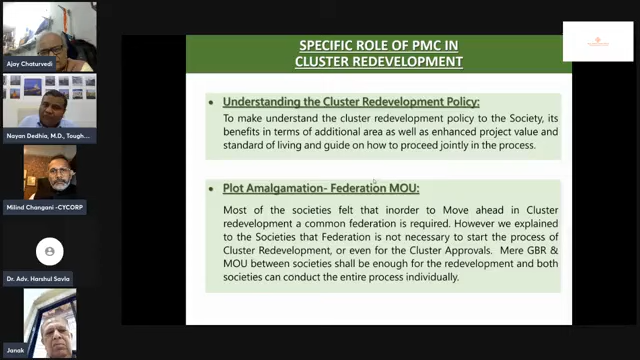 SPECIFIC ROLE OF PMC IN
CLUSTER REDEVELOPMENT
Understanding the Cluster Redevelopment Policy:
To make understand the cluster redevelopment policy to the Society, its
benefits in terms of additional area as well as enhanced project value and
standard of living and guide on how to proceed jointly in the process.
Plot Amalgamation- Federation MOU:
Most of the societies felt that inorder to Move ahead in Cluster
redevelopment a common federation is required. However we explained
to the Societies that Federation is not necessary to start the process of
Cluster Redevelopment, or even for the Cluster Approvals. Mere GBR &
MOU between societies shall be enough for the redevelopment and both
societies can conduct the entire process individually.
Ajay Chaturvedi
Nayan Dedhia, M.D., Tough...
Milind Changani -CYCORP
Dr. Adv. Harshul Savla
Janak